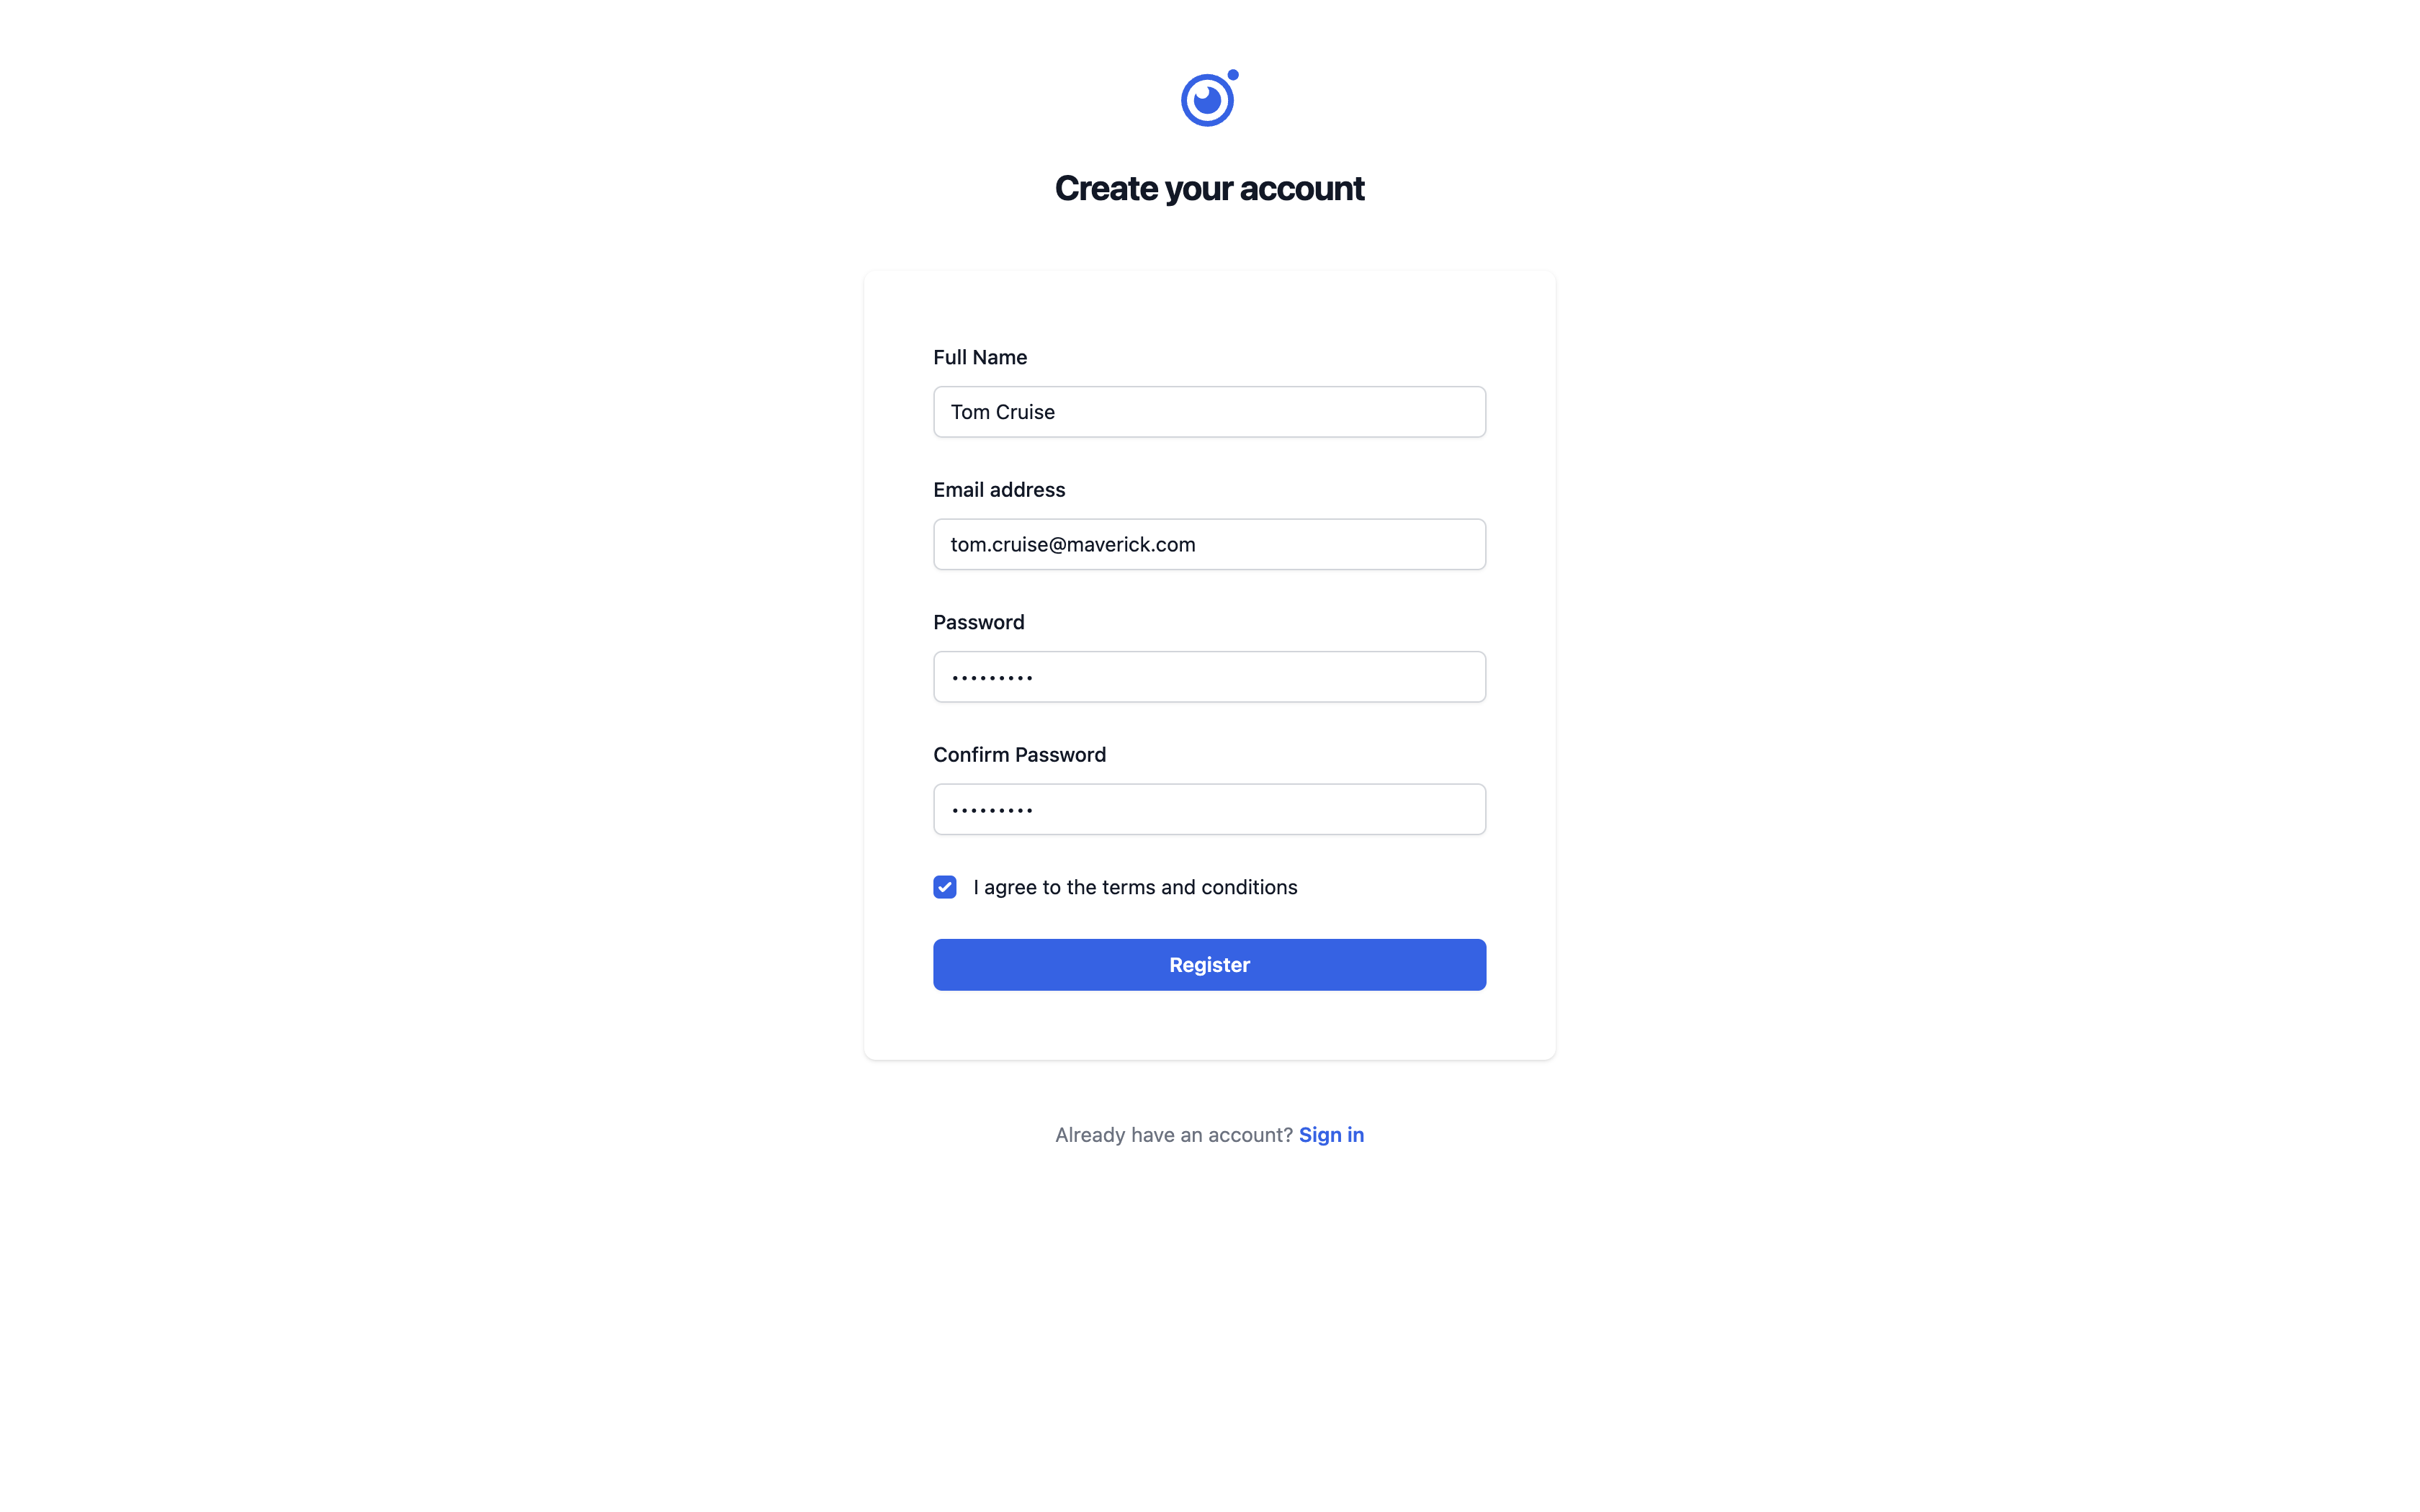 Create your account
Full Name
Tom Cruise
Email address
tom.cruise@maverick.com
Password
•••••••••
Confirm Password
•••••••••
I agree to the terms and conditions
Register
Already have an account? Sign in